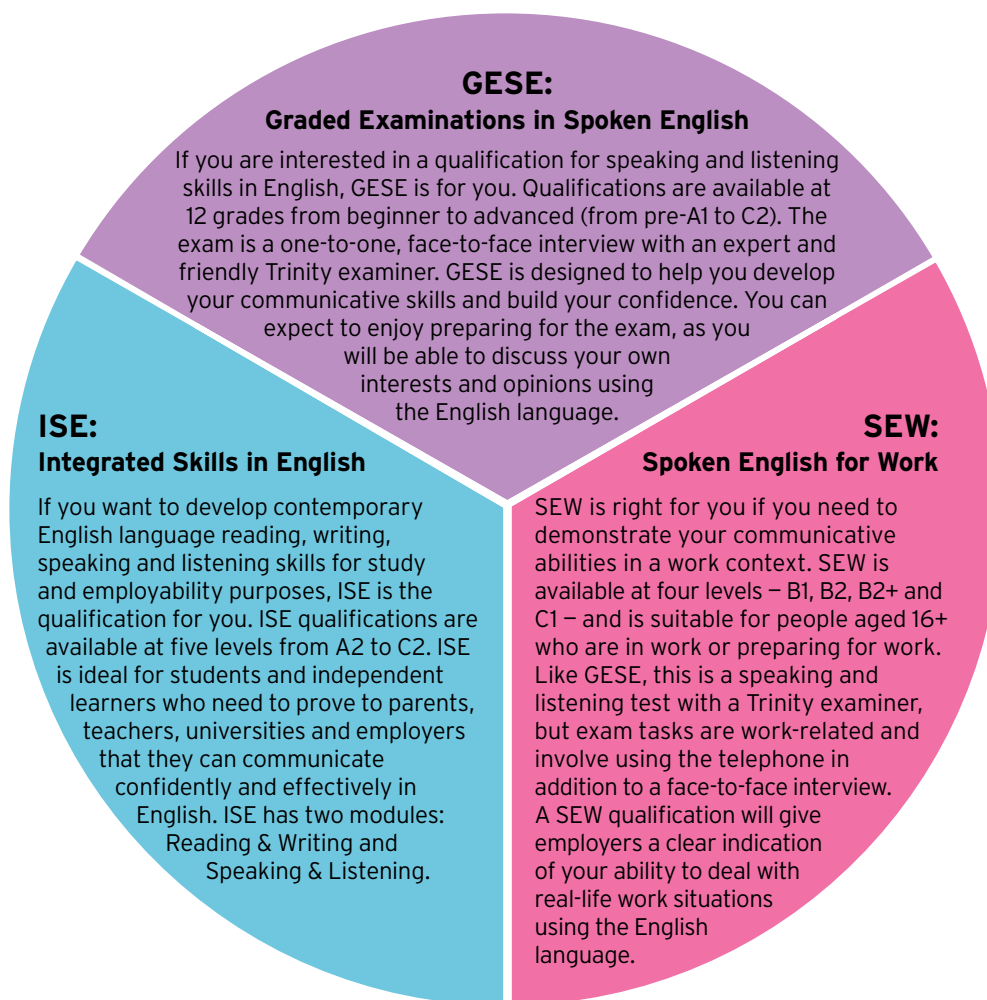 GESE:
Graded Examinations in Spoken English
If you are interested in a qualification for speaking and listening
skills in English, GESE is for you. Qualifications are available at
12 grades from beginner to advanced (from pre-A1 to C2). The
exam is a one-to-one, face-to-face interview with an expert and
friendly Trinity examiner. GESE is designed to help you develop
your communicative skills and build your confidence. You can
expect to enjoy preparing for the exam, as you
will be able to discuss your own
interests and opinions using
the English language.
ISE:
Integrated Skills in English
If you want to develop contemporary
English language reading, writing,
speaking and listening skills for study
and employability purposes, ISE is the
qualification for you. ISE qualifications are
available at five levels from A2 to C2. ISE
is ideal for students and independent
learners who need to prove to parents,
teachers, universities and employers
that they can communicate
confidently and effectively in
English. ISE has two modules:
Reading & Writing and
Speaking & Listening.
SEW:
Spoken English for Work
SEW is right for you if you need to
demonstrate your communicative
abilities in a work context. SEW is
available at four levels – B1, B2, B2+ and
C1 – and is suitable for people aged 16+
who are in work or preparing for work.
Like GESE, this is a speaking and
listening test with a Trinity examiner,
but exam tasks are work-related and
involve using the telephone in
addition to a face-to-face interview.
A SEW qualification will give
employers a clear indication
of your ability to deal with
real-life work situations
using the English
language.